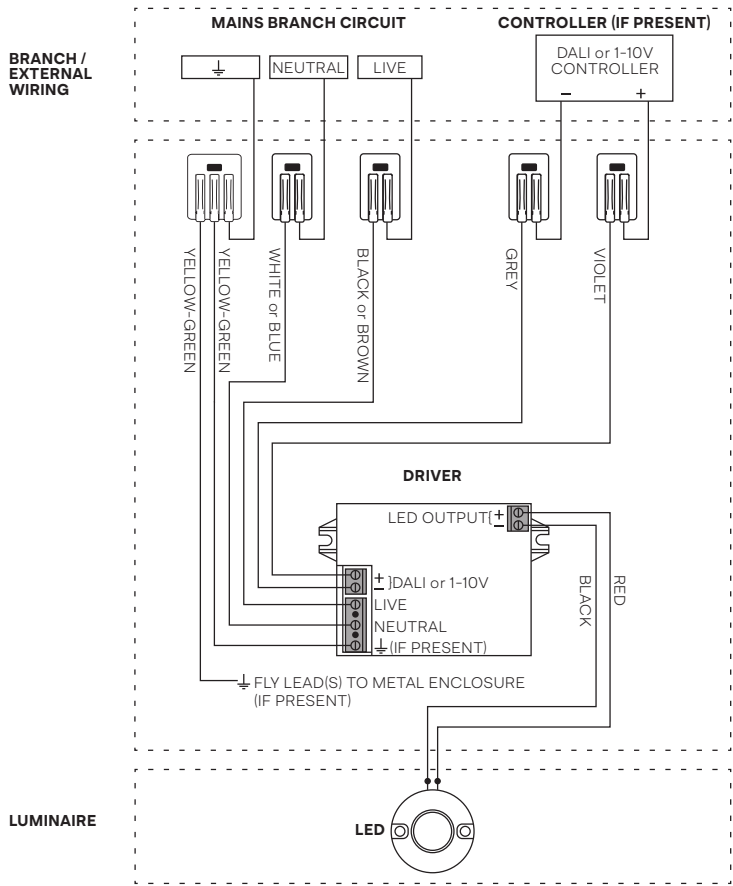 MAINS BRANCH CIRCUIT
CONTROLLER (IF PRESENT)
BRANCH /
EXTERNAL
WIRING
NEUTRAL
LIVE
DALI or 1-10V
CONTROLLER
– +
YELLOW-GREEN
YELLOW-GREEN
WHITE or BLUE
BLACK or BROWN
GREY
VIOLET
DRIVER
LED OUTPUT{+
–
+ }DALI or 1-10V
–
LIVE
NEUTRAL
(IF PRESENT)
BLACK
RED
FLY LEAD(S) TO METAL ENCLOSURE
(IF PRESENT)
LUMINAIRE
LED